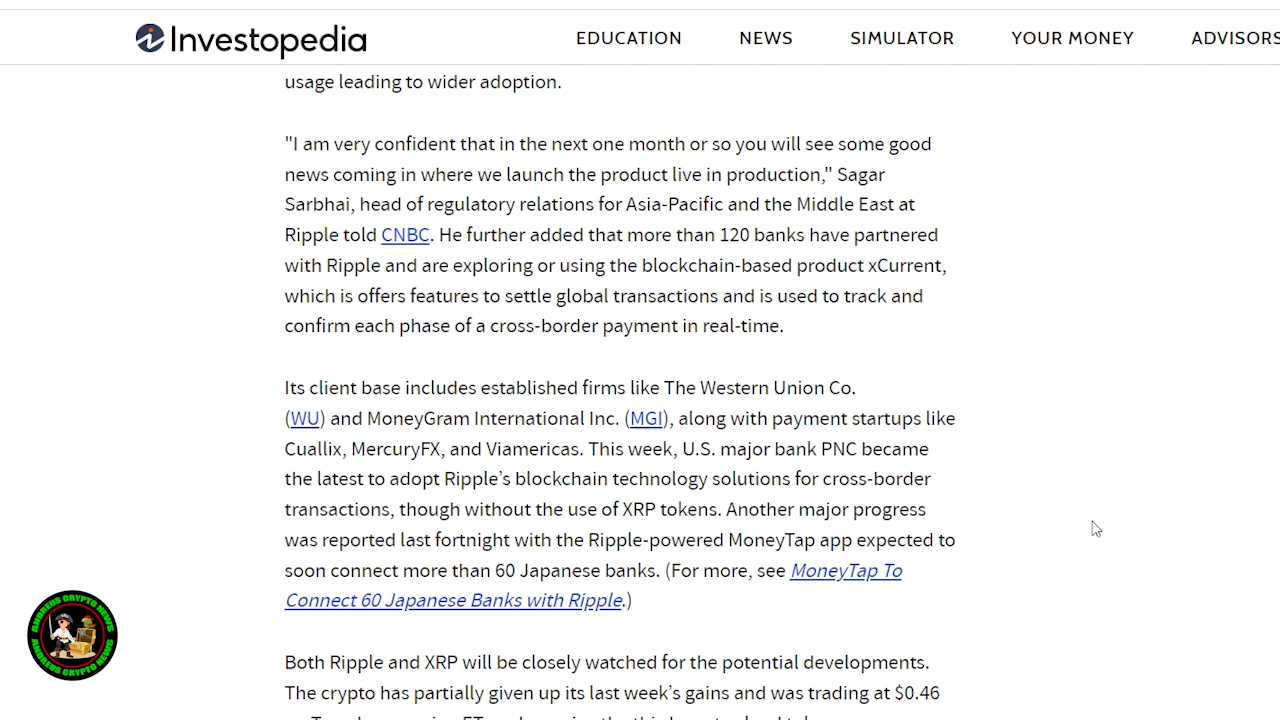 Investopedia
EDUCATION NEWS SIMULATOR YOUR MONEY ADVISORS
usage leading to wider adoption.
"I am very confident that in the next one month or so you will see some good
news coming in where we launch the product live in production," Sagar
Sarbhai, head of regulatory relations for Asia-Pacific and the Middle East at
Ripple told CNBC. He further added that more than 120 banks have partnered
with Ripple and are exploring or using the blockchain-based product xCurrent,
which is offers features to settle global transactions and is used to track and
confirm each phase of a cross-border payment in real-time.
Its client base includes established firms like The Western Union Co.
(WU) and MoneyGram International Inc. (MGI), along with payment startups like
Cuallix, MercuryFX, and Viamericas. This week, U.S. major bank PNC became
the latest to adopt Ripple’s blockchain technology solutions for cross-border
transactions, though without the use of XRP tokens. Another major progress
was reported last fortnight with the Ripple-powered MoneyTap app expected to
soon connect more than 60 Japanese banks. (For more, see MoneyTap To
Connect 60 Japanese Banks with Ripple.)
ANDREUS CRYPTO NEWS
ANDREUS CRYPTO NEWS
Both Ripple and XRP will be closely watched for the potential developments.
The crypto has partially given up its last week’s gains and was trading at $0.46